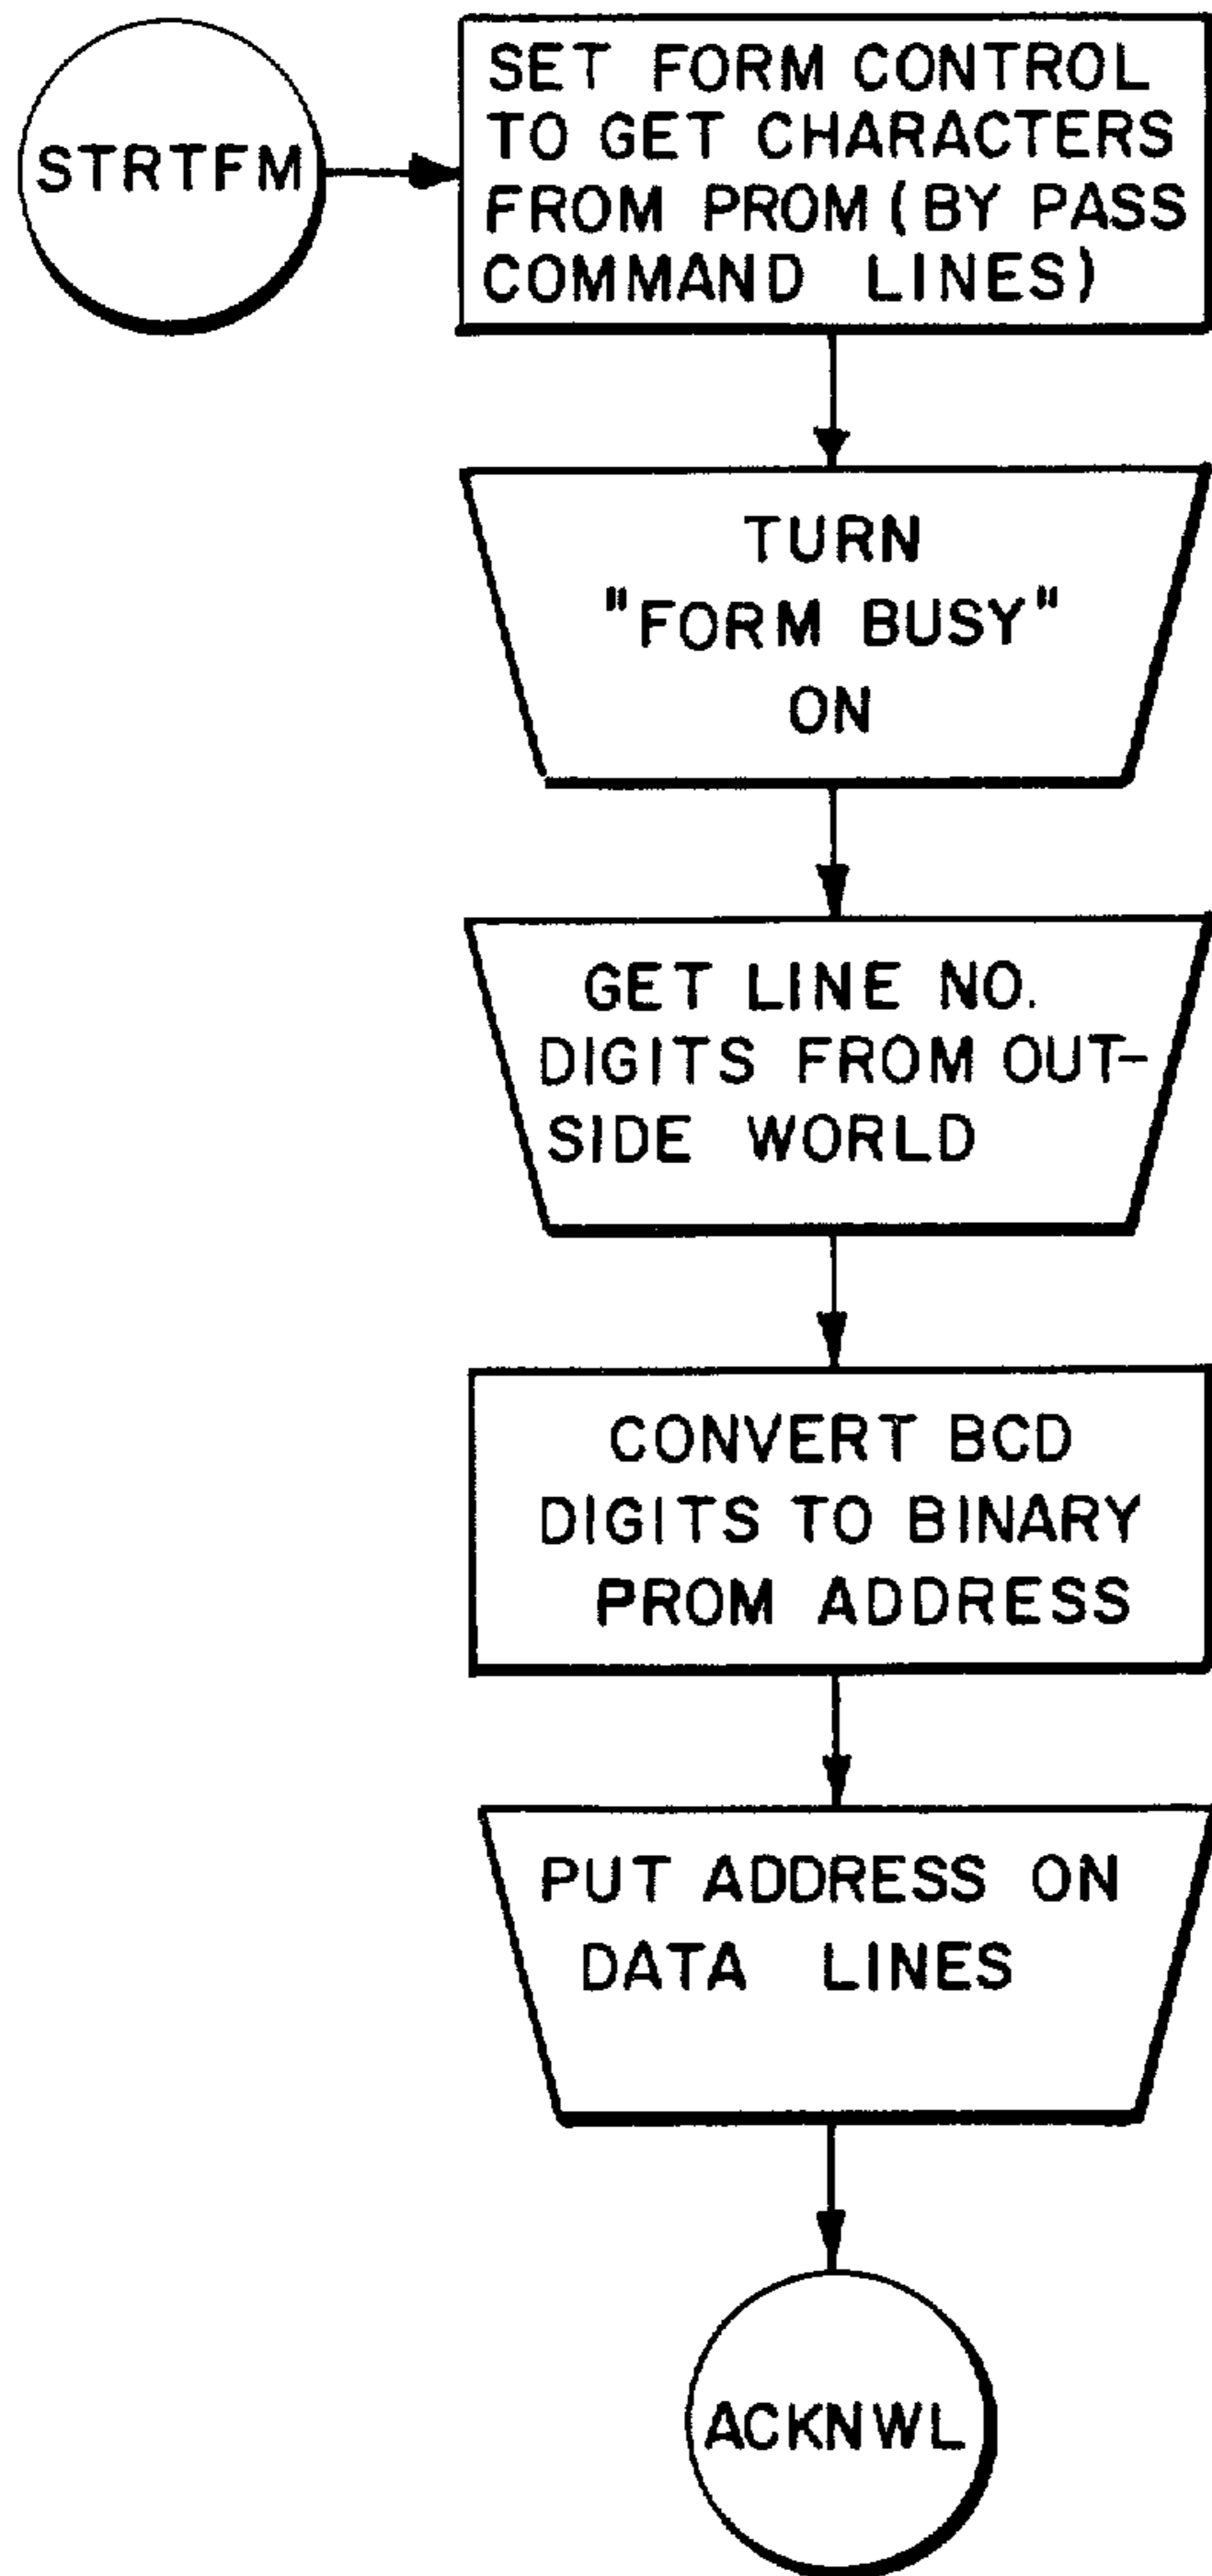 STRTFM
SET FORM CONTROL
TO GET CHARACTERS
FROM PROM (BY PASS
COMMAND LINES)
TURN
"FORM BUSY"
ON
GET LINE NO.
DIGITS FROM OUT-
SIDE WORLD
CONVERT BCD
DIGITS TO BINARY
PROM ADDRESS
PUT ADDRESS ON
DATA LINES
ACKNWL